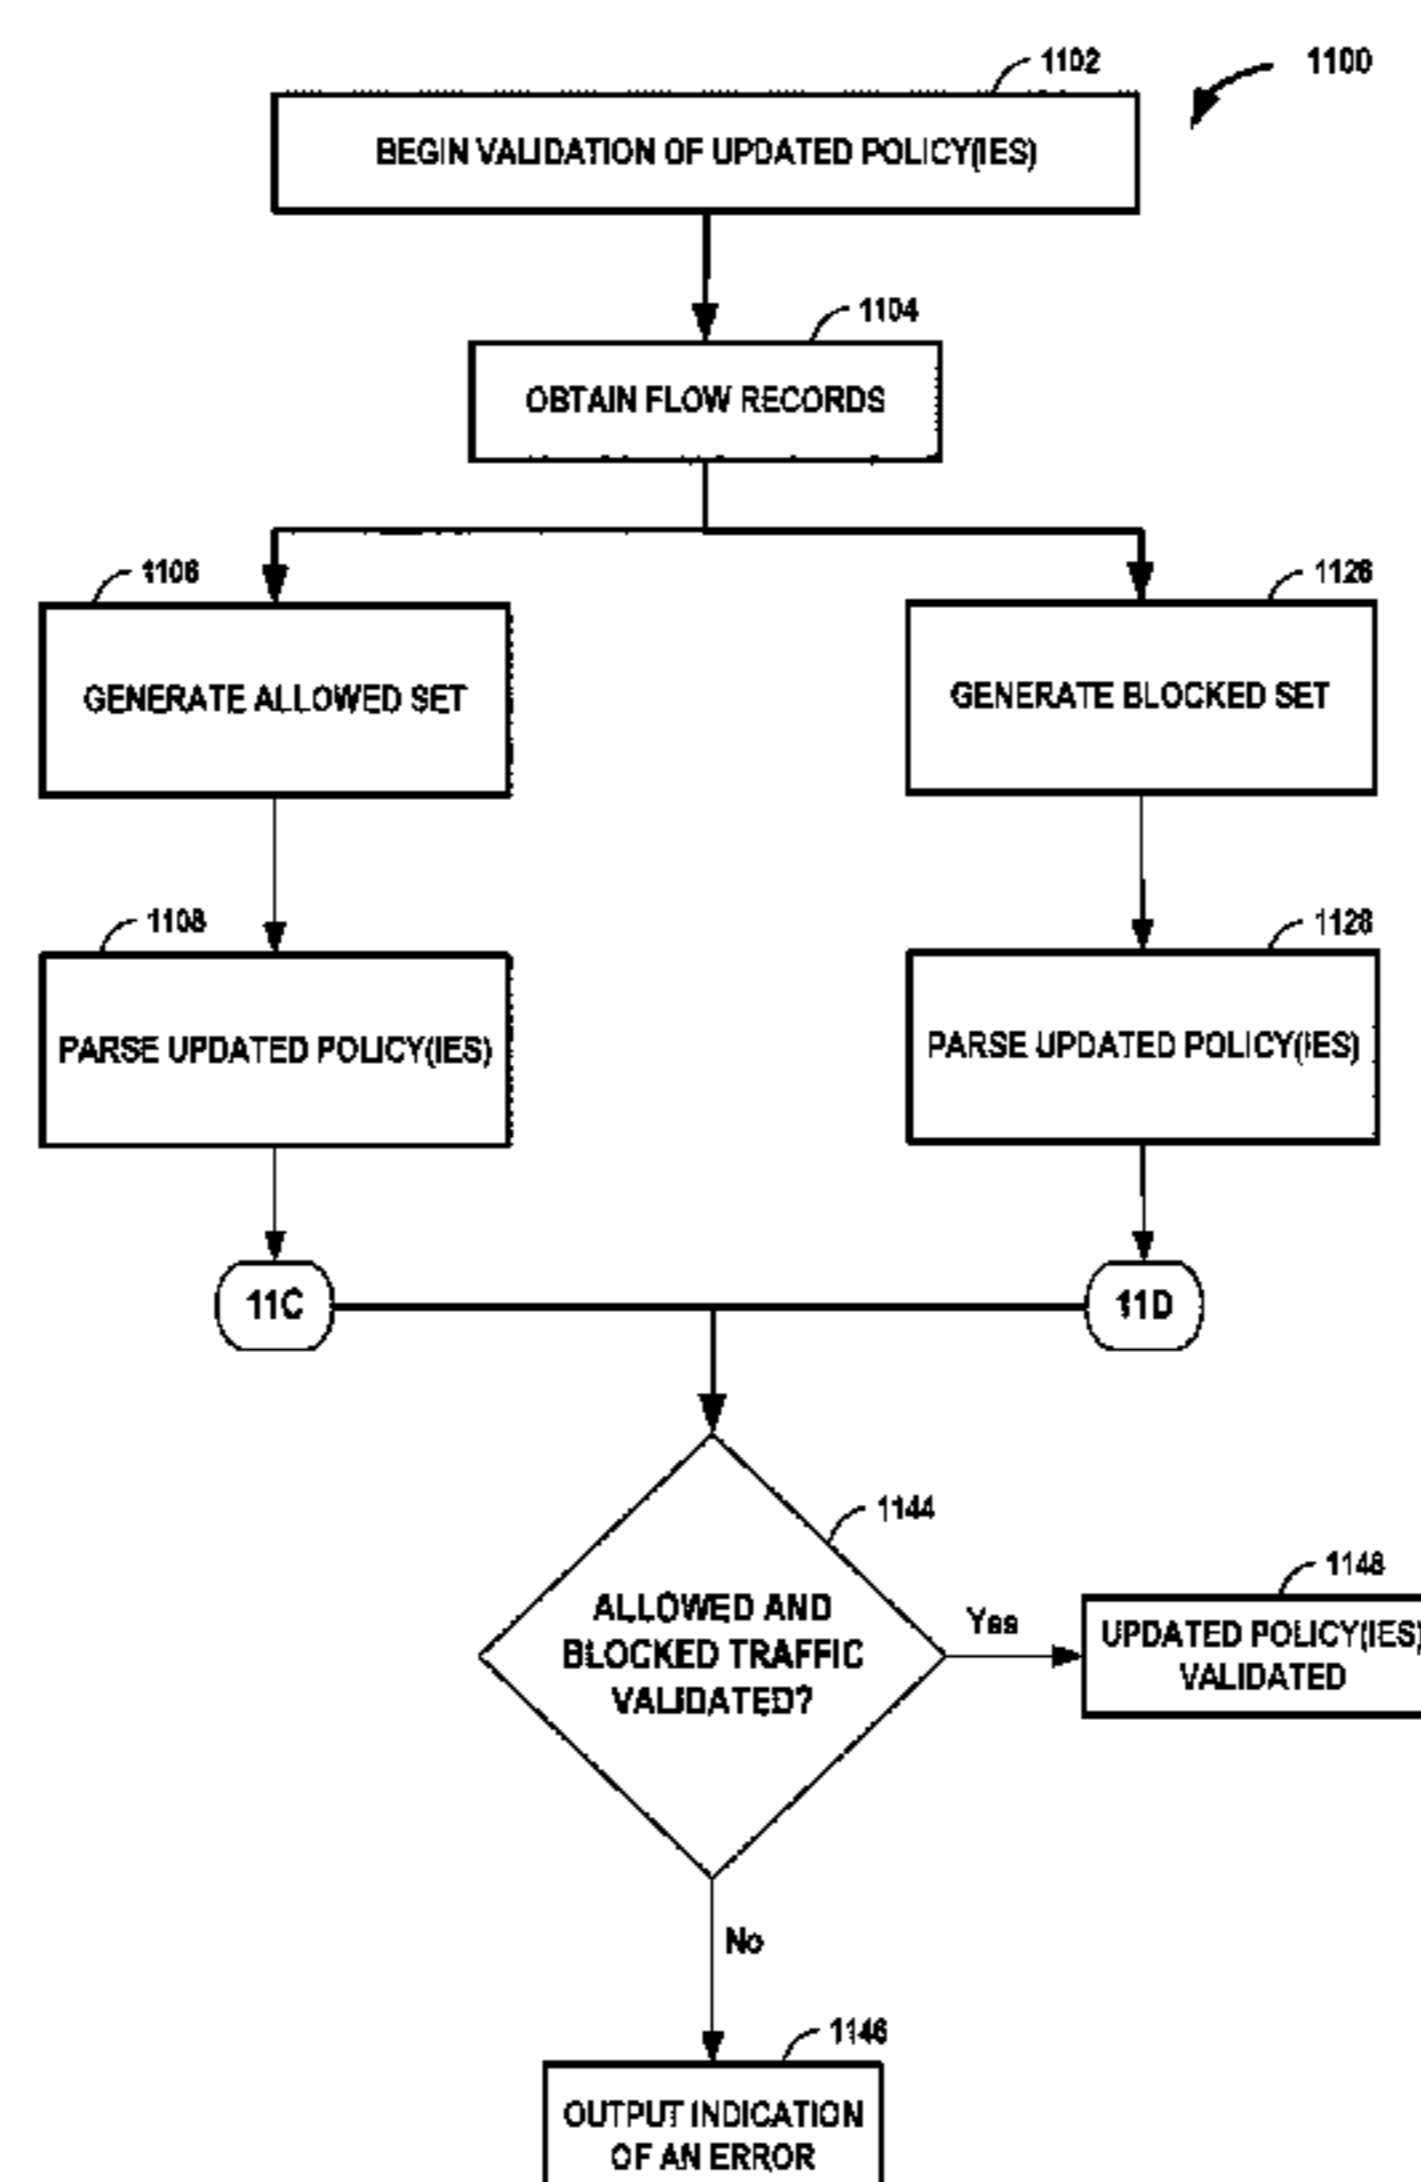 1102
1100
BEGIN VALIDATION OF UPDATED POLICY(IES)
1104
OBTAIN FLOW RECORDS
1106
1126
GENERATE ALLOWED SET
GENERATE BLOCKED SET
1108
1128
PARSE UPDATED POLICY(IES)
PARSE UPDATED POLICY(IES)
11C
11D
1144
ALLOWED AND
BLOCKED TRAFFIC
VALIDATED?
Yes
1148
UPDATED POLICY(IES)
VALIDATED
No
1146
OUTPUT INDICATION
OF AN ERROR